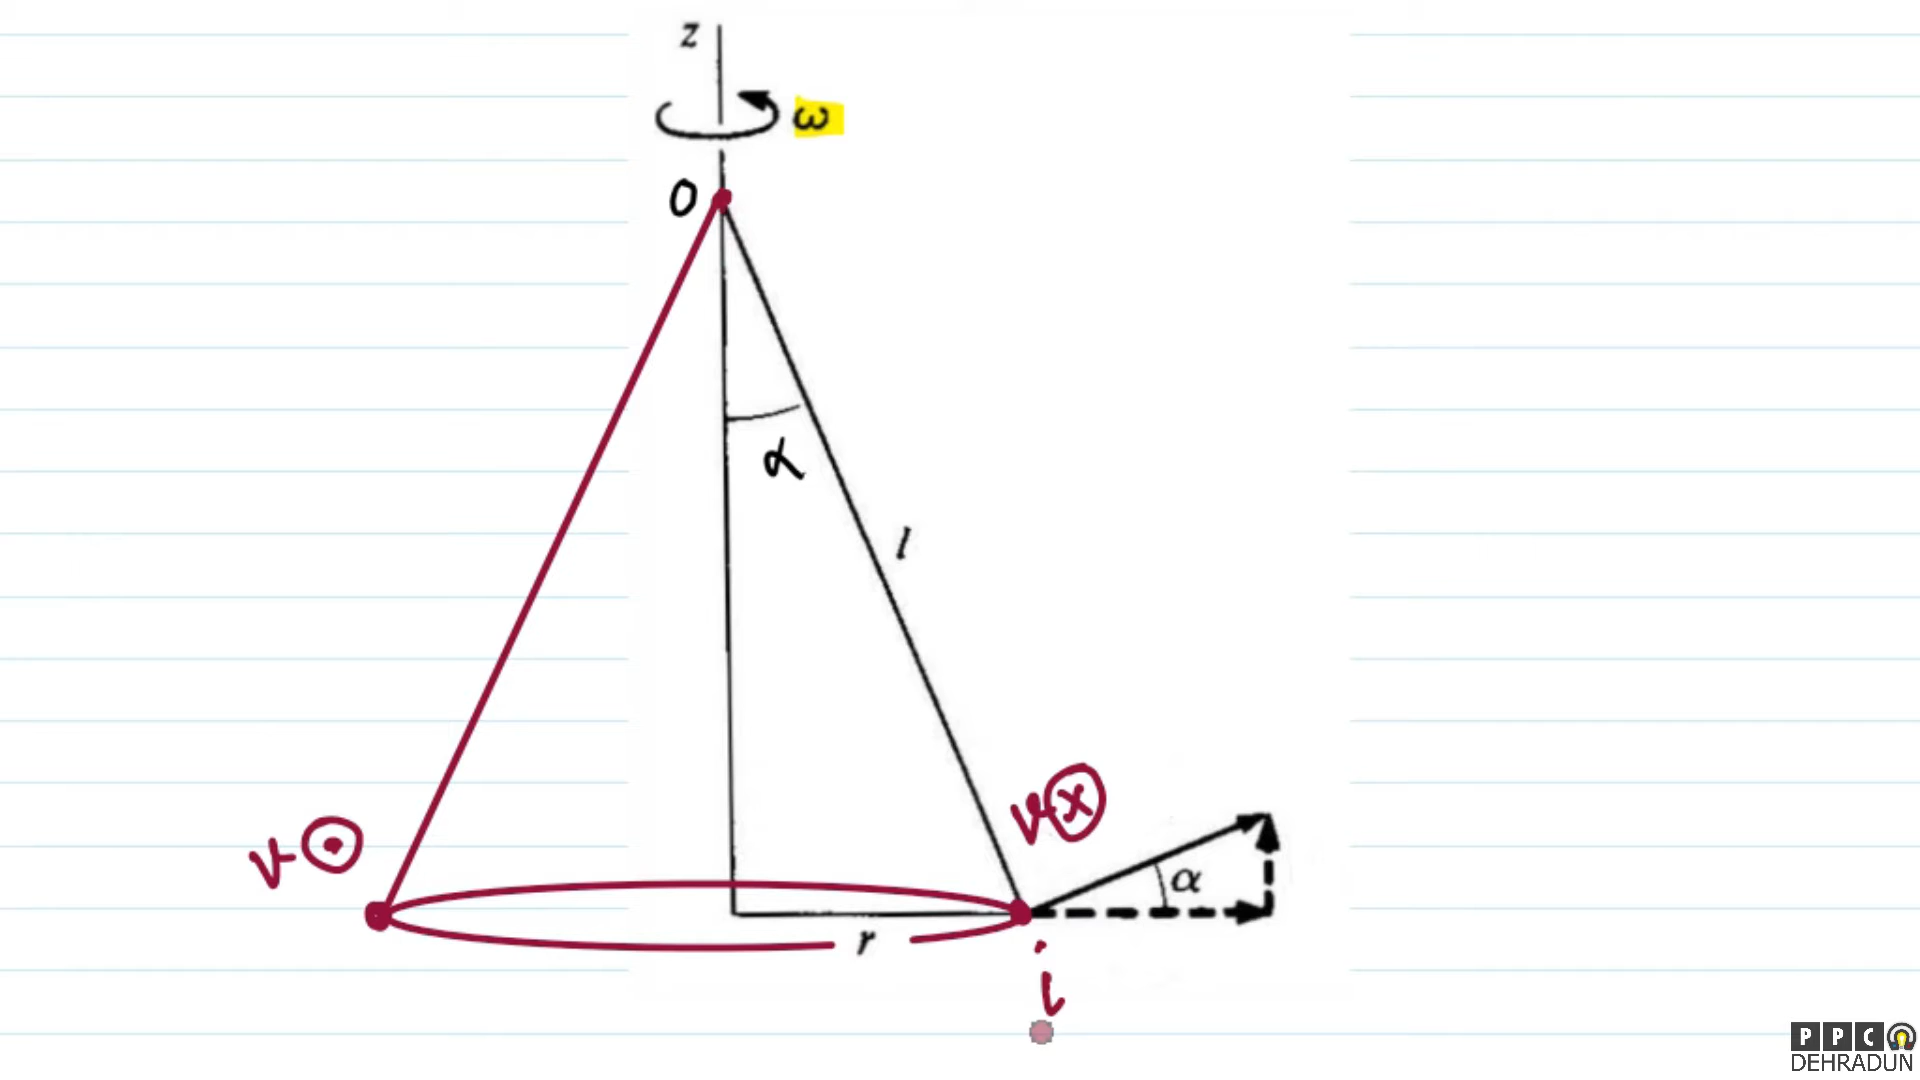 z
ω
O
α
l
v ⊙
v ⊗
α
r
i
PPC
DEHRADUN